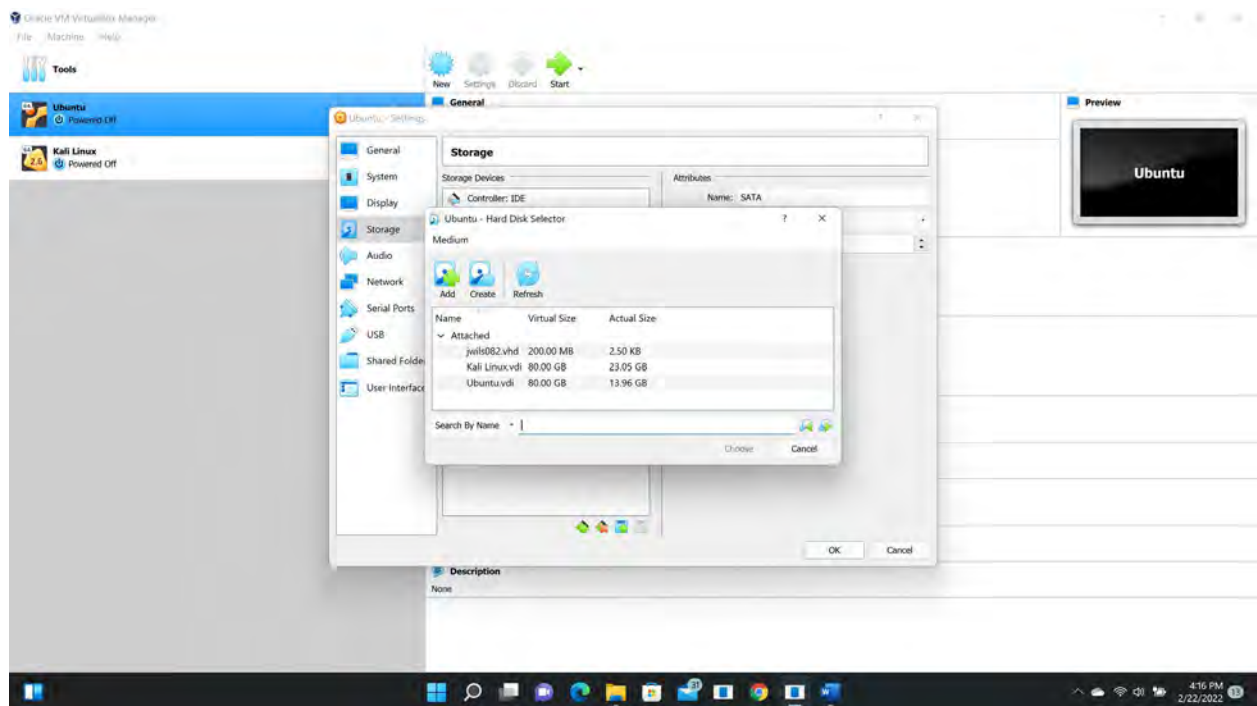 Oracle VM VirtualBox Manager
File Machine Help
Tools
New Settings Discard Start
Ubuntu
Powered Off
Kali Linux
Powered Off
General
Preview
Ubuntu
Ubuntu - Settings ? ×
General
System
Display
Storage
Audio
Network
Serial Ports
USB
Shared Folde
User Interface
Storage
Storage Devices
Controller: IDE
Attributes
Name: SATA
Ubuntu - Hard Disk Selector ? ×
Medium
Add Create Refresh
Name Virtual Size Actual Size
Attached
jwils082.vhd 200.00 MB 2.50 KB
Kali Linux.vdi 80.00 GB 23.05 GB
Ubuntu.vdi 80.00 GB 13.96 GB
Search By Name
Choose Cancel
OK Cancel
Description
None
31
4:16 PM
2/22/2022
13